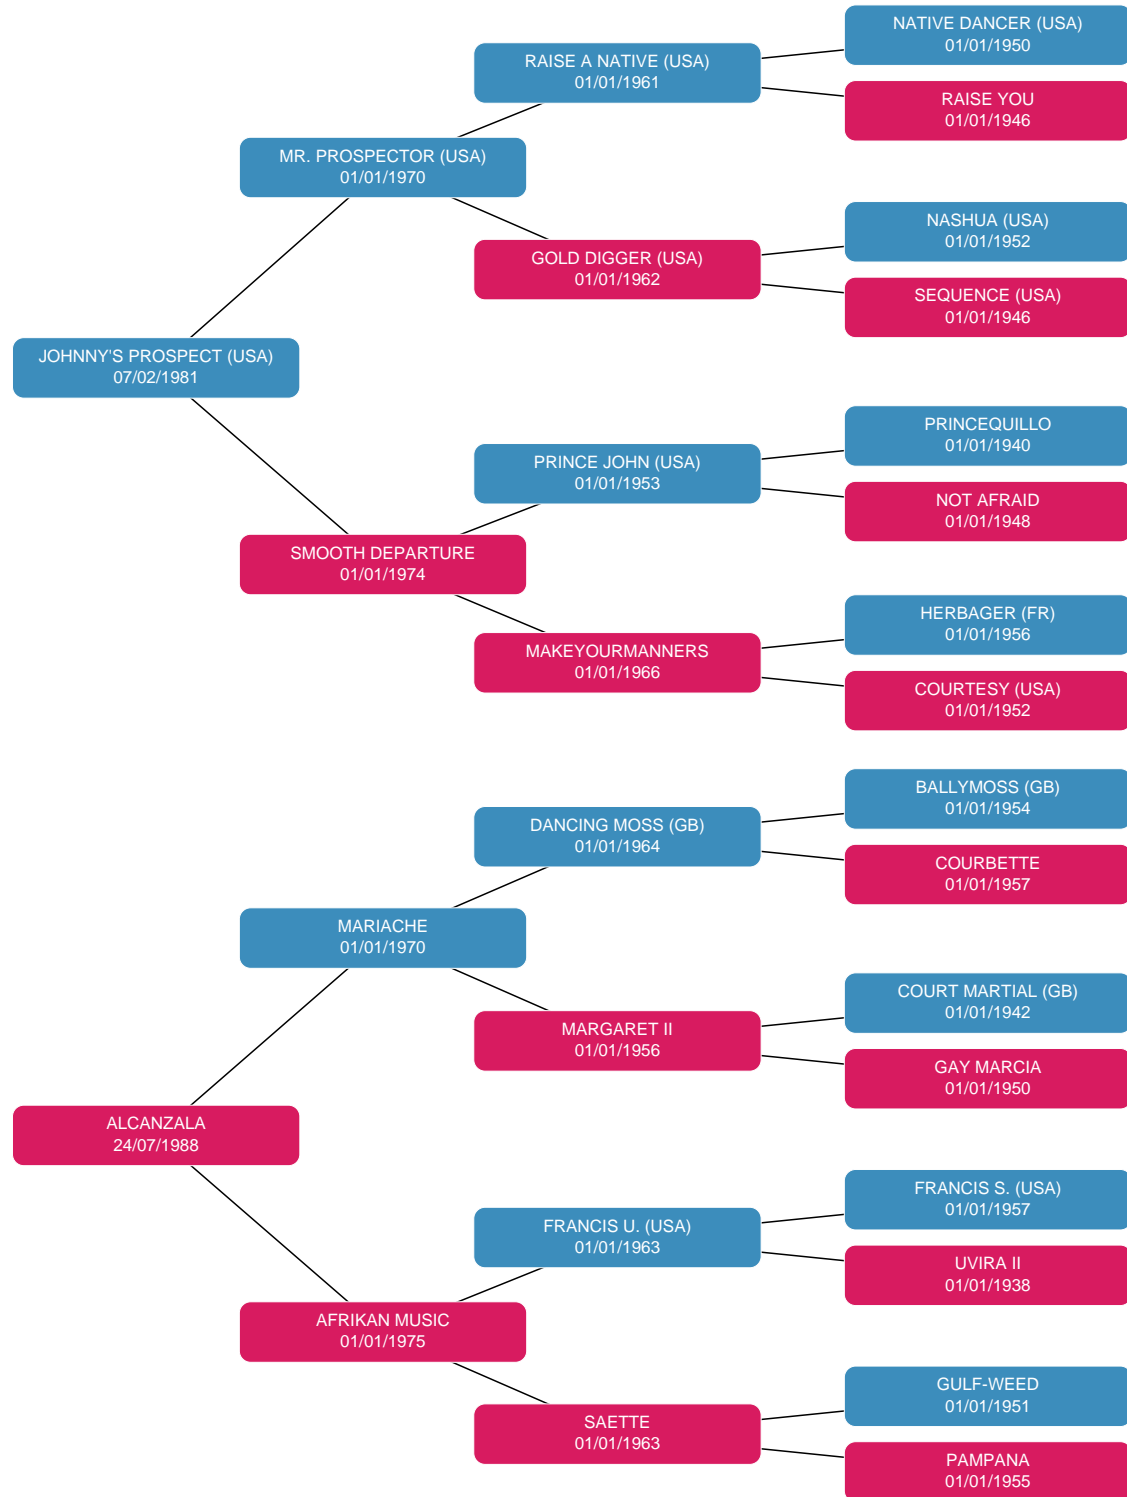 NATIVE DANCER (USA)
01/01/1950
RAISE A NATIVE (USA)
01/01/1961
RAISE YOU
01/01/1946
MR. PROSPECTOR (USA)
01/01/1970
NASHUA (USA)
01/01/1952
GOLD DIGGER (USA)
01/01/1962
SEQUENCE (USA)
01/01/1946
JOHNNY'S PROSPECT (USA)
07/02/1981
PRINCEQUILLO
01/01/1940
PRINCE JOHN (USA)
01/01/1953
NOT AFRAID
01/01/1948
SMOOTH DEPARTURE
01/01/1974
HERBAGER (FR)
01/01/1956
MAKEYOURMANNERS
01/01/1966
COURTESY (USA)
01/01/1952
BALLYMOSS (GB)
01/01/1954
DANCING MOSS (GB)
01/01/1964
COURBETTE
01/01/1957
MARIACHE
01/01/1970
COURT MARTIAL (GB)
01/01/1942
MARGARET II
01/01/1956
GAY MARCIA
01/01/1950
ALCANZALA
24/07/1988
FRANCIS S. (USA)
01/01/1957
FRANCIS U. (USA)
01/01/1963
UVIRA II
01/01/1938
AFRIKAN MUSIC
01/01/1975
GULF-WEED
01/01/1951
SAETTE
01/01/1963
PAMPANA
01/01/1955